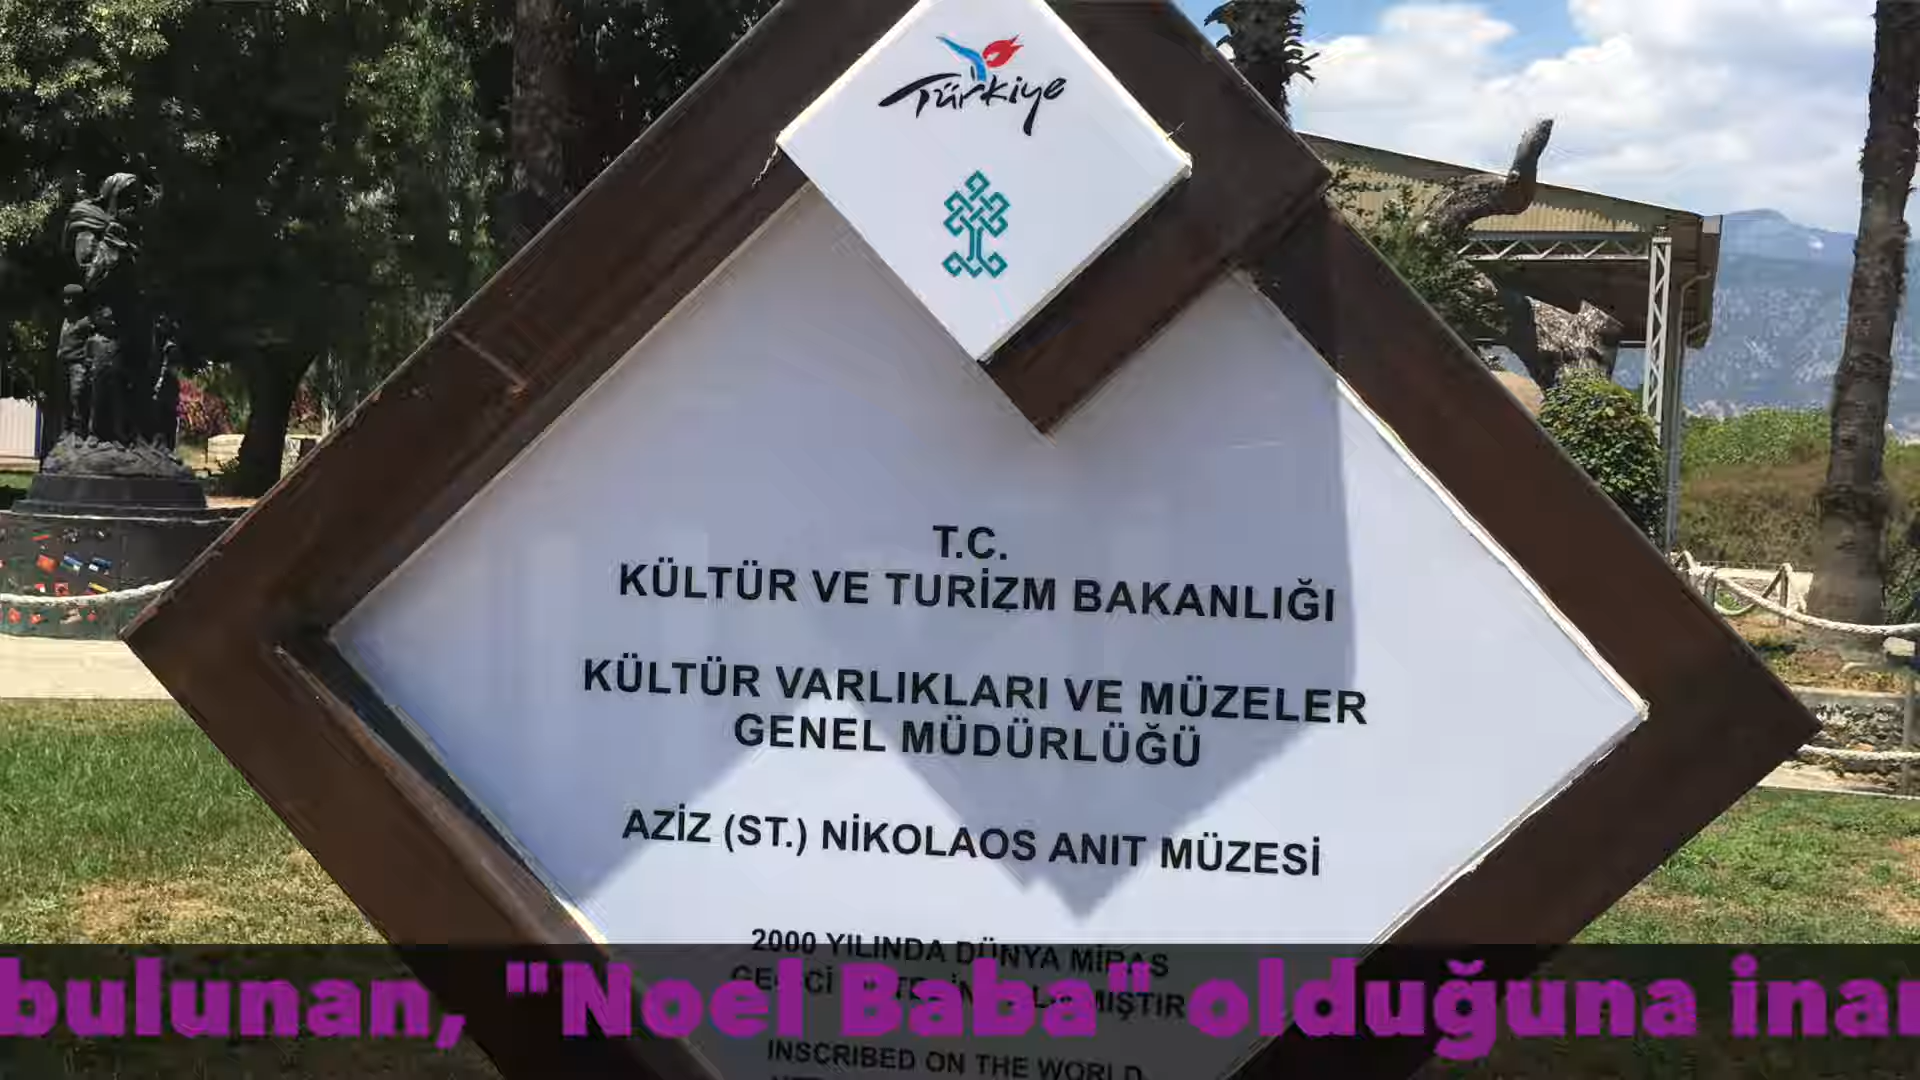 Türkiye
T.C.
KÜLTÜR VE TURİZM BAKANLIĞI
KÜLTÜR VARLIKLARI VE MÜZELER
GENEL MÜDÜRLÜĞÜ
AZİZ (ST.) NİKOLAOS ANIT MÜZESİ
2000 YILINDA DÜNYA MİRAS
bulunan, "Noel Baba" olduğuna
INSCRIBED ON THE WORLD